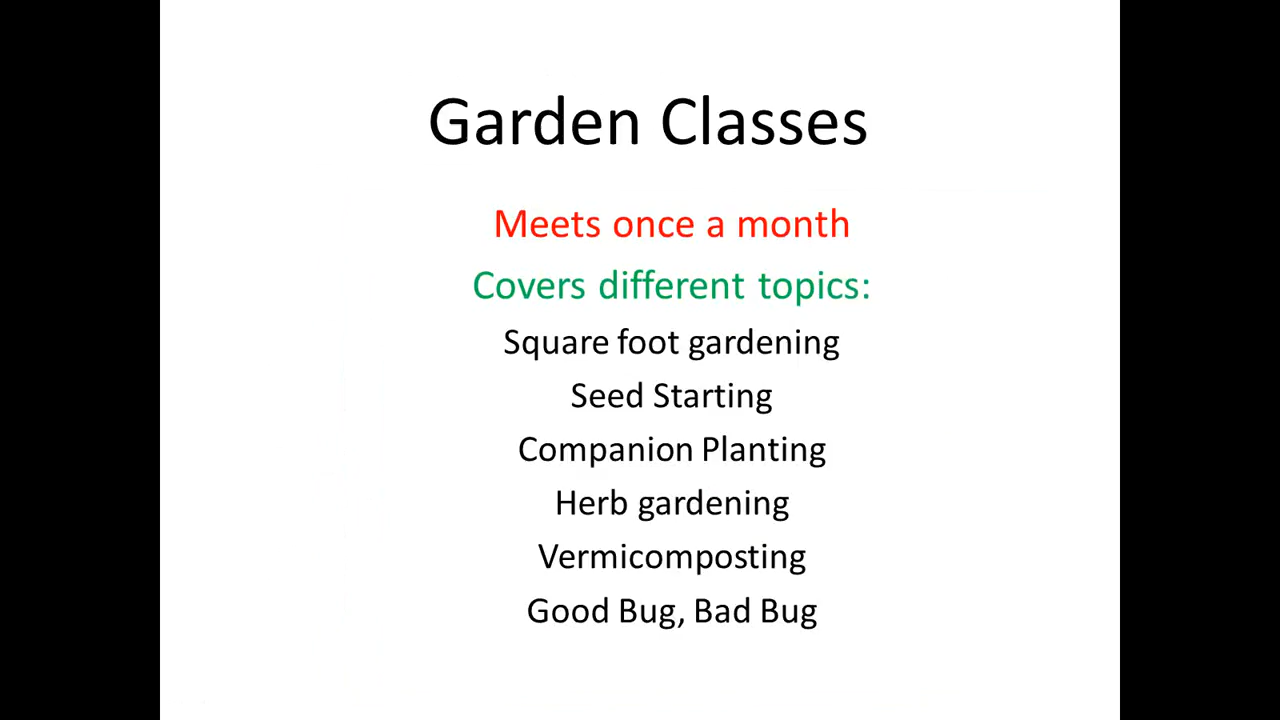 Garden Classes
Meets once a month
Covers different topics:
Square foot gardening
Seed Starting
Companion Planting
Herb gardening
Vermicomposting
Good Bug, Bad Bug